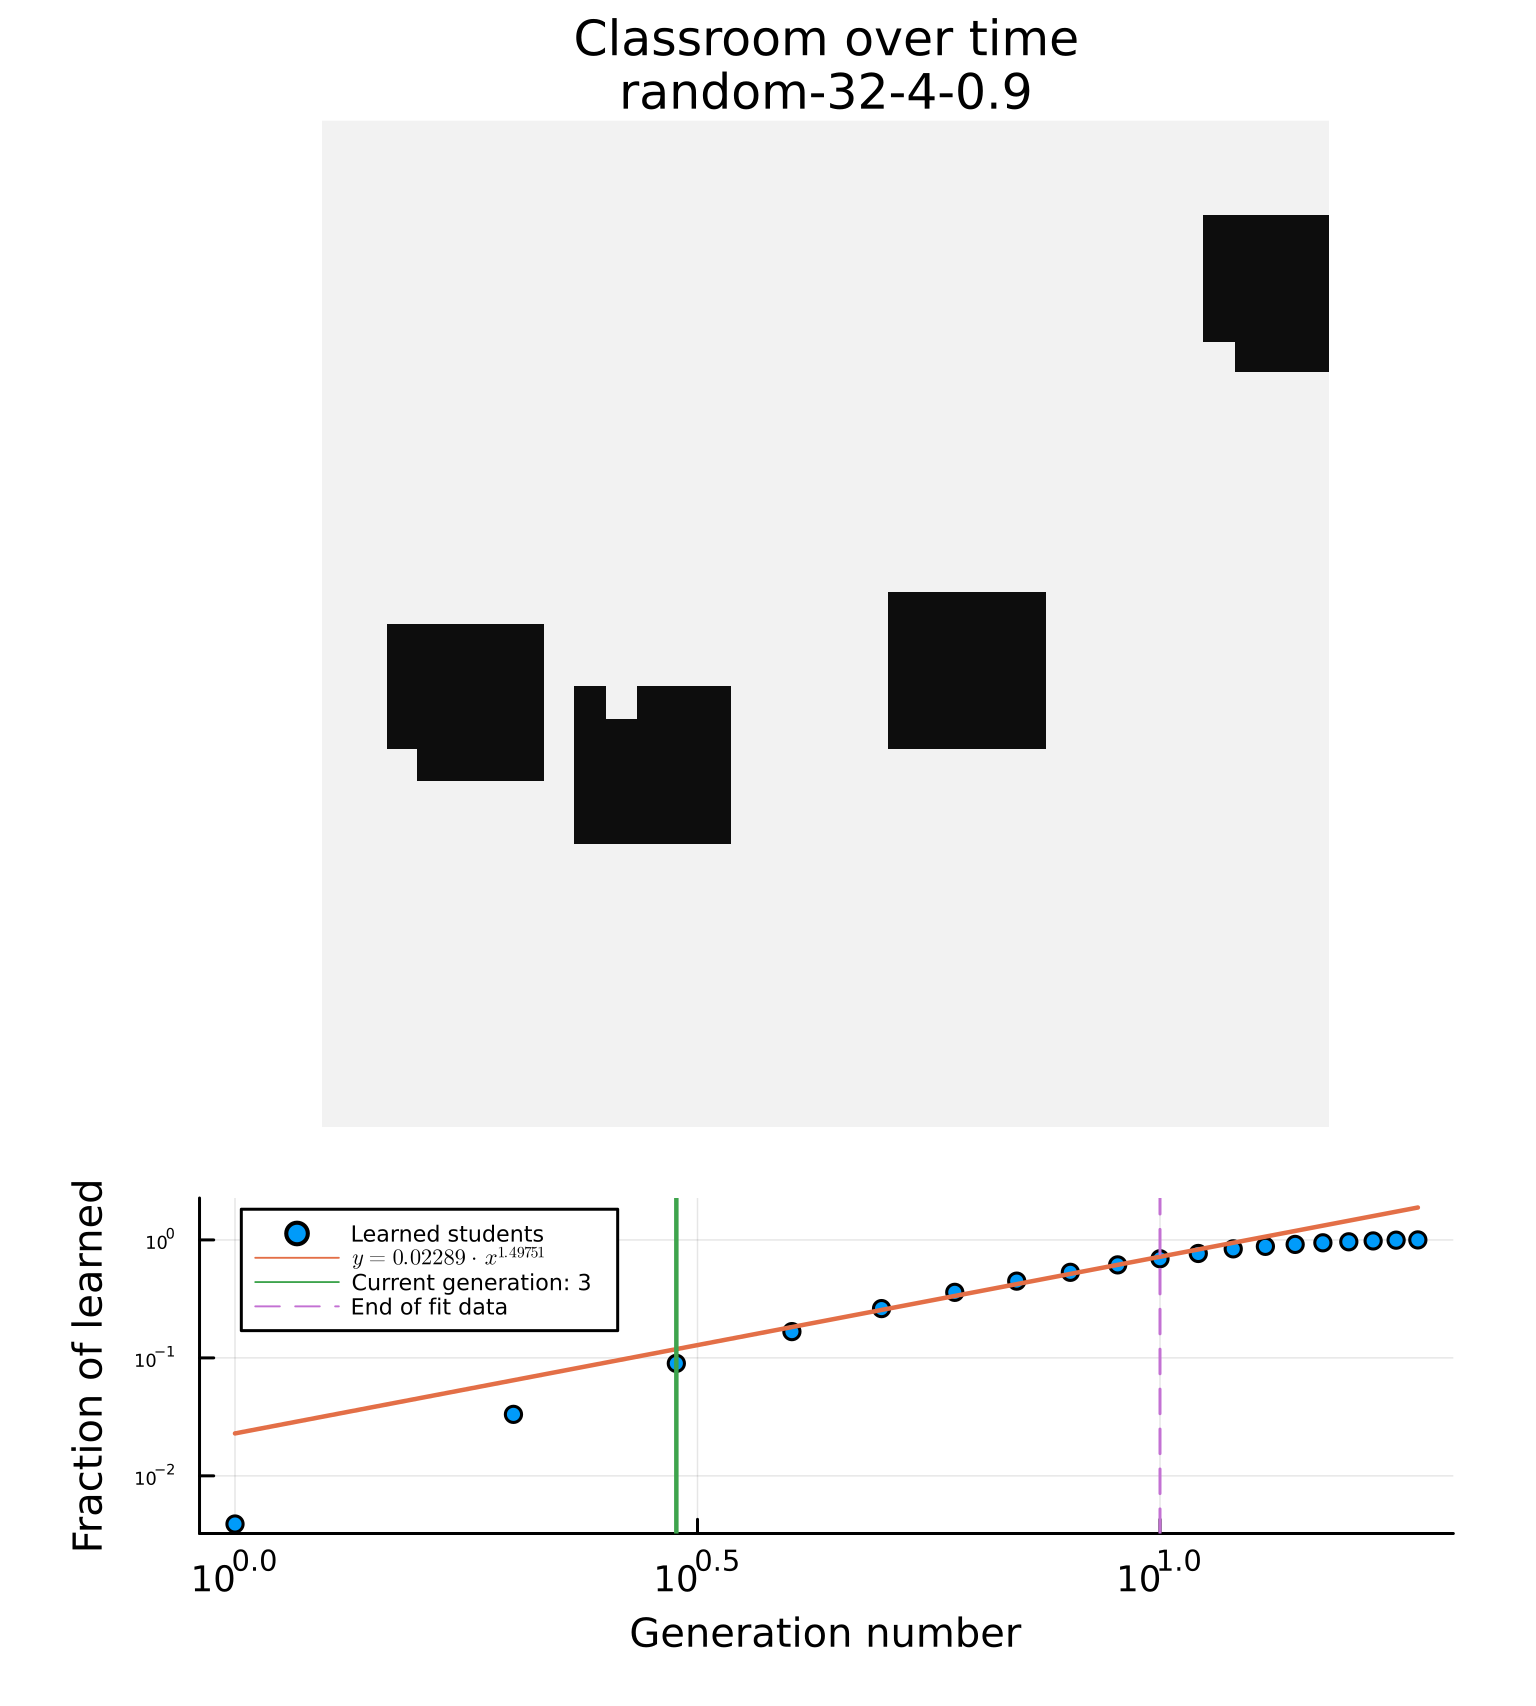 Classroom over time
random-32-4-0.9
Fraction of learned
10⁰
10⁻¹
10⁻²
Learned students
y = 0.02289 · x^1.49751
Current generation: 3
End of fit data
10^0.0
10^0.5
10^1.0
Generation number